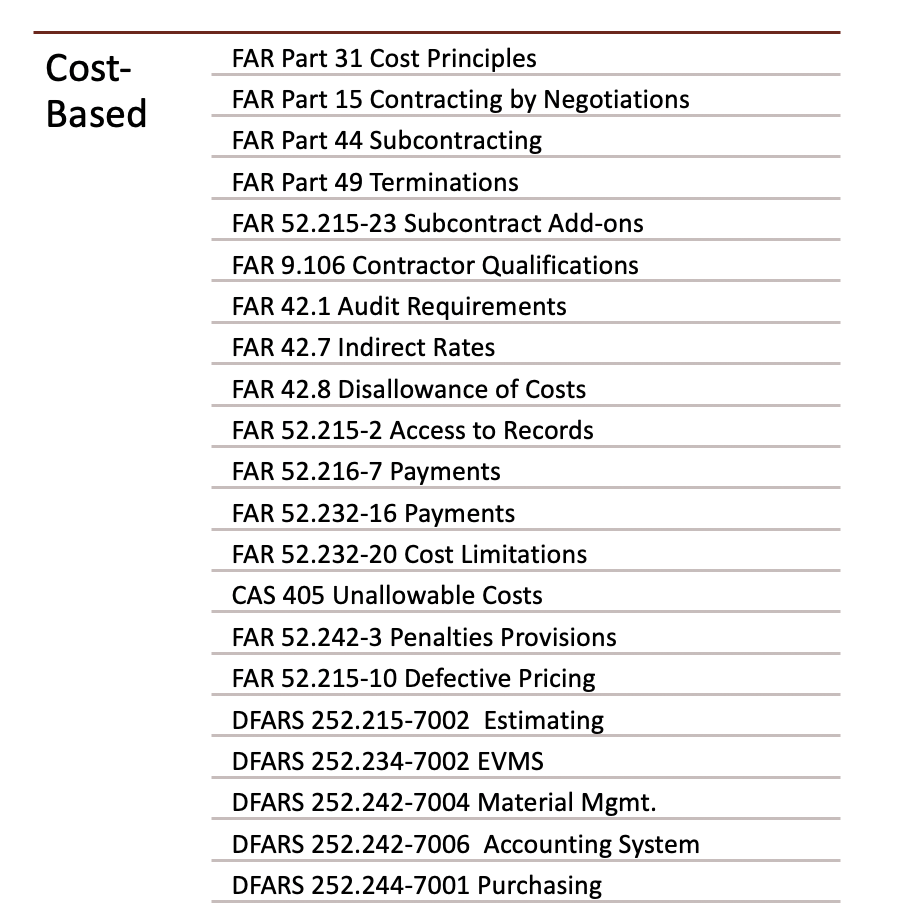 Cost-
Based
FAR Part 31 Cost Principles
FAR Part 15 Contracting by Negotiations
FAR Part 44 Subcontracting
FAR Part 49 Terminations
FAR 52.215-23 Subcontract Add-ons
FAR 9.106 Contractor Qualifications
FAR 42.1 Audit Requirements
FAR 42.7 Indirect Rates
FAR 42.8 Disallowance of Costs
FAR 52.215-2 Access to Records
FAR 52.216-7 Payments
FAR 52.232-16 Payments
FAR 52.232-20 Cost Limitations
CAS 405 Unallowable Costs
FAR 52.242-3 Penalties Provisions
FAR 52.215-10 Defective Pricing
DFARS 252.215-7002  Estimating
DFARS 252.234-7002 EVMS
DFARS 252.242-7004 Material Mgmt.
DFARS 252.242-7006  Accounting System
DFARS 252.244-7001 Purchasing